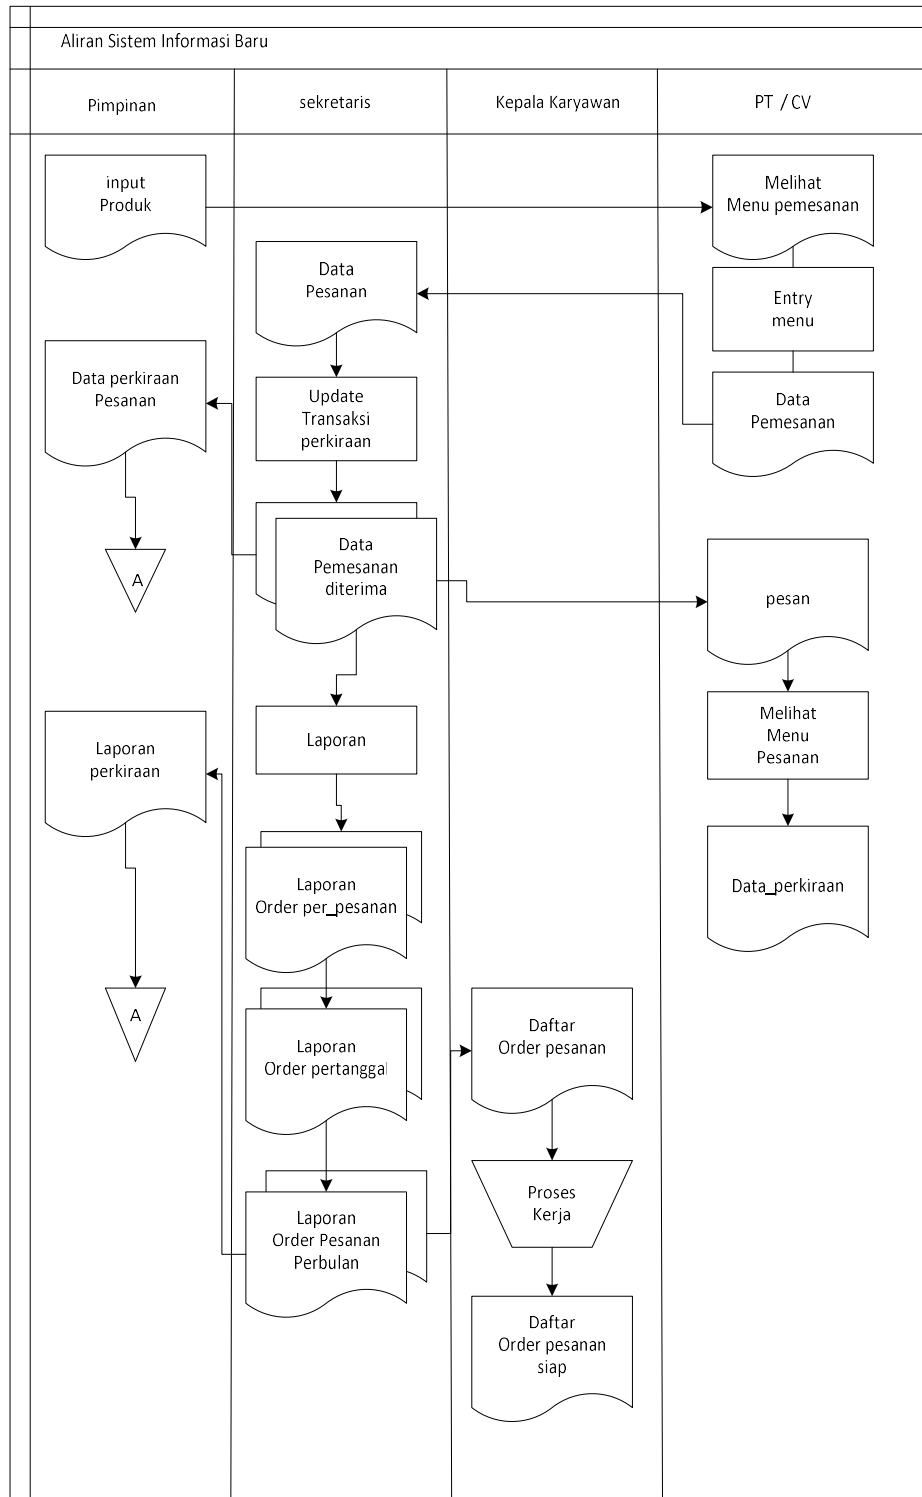 Aliran Sistem Informasi Baru
Pimpinan
sekretaris
Kepala Karyawan
PT / CV
input
Produk
Melihat
Menu pemesanan
Data
Pesanan
Entry
menu
Data perkiraan
Pesanan
Update
Transaksi
perkiraan
Data
Pemesanan
A
Data
Pemesanan
diterima
pesan
Melihat
Menu
Pesanan
Laporan
Laporan
perkiraan
Data_perkiraan
Laporan
Order per_pesanan
A
Laporan
Order pertanggal
Daftar
Order pesanan
Proses
Kerja
Laporan
Order Pesanan
Perbulan
Daftar
Order pesanan
siap